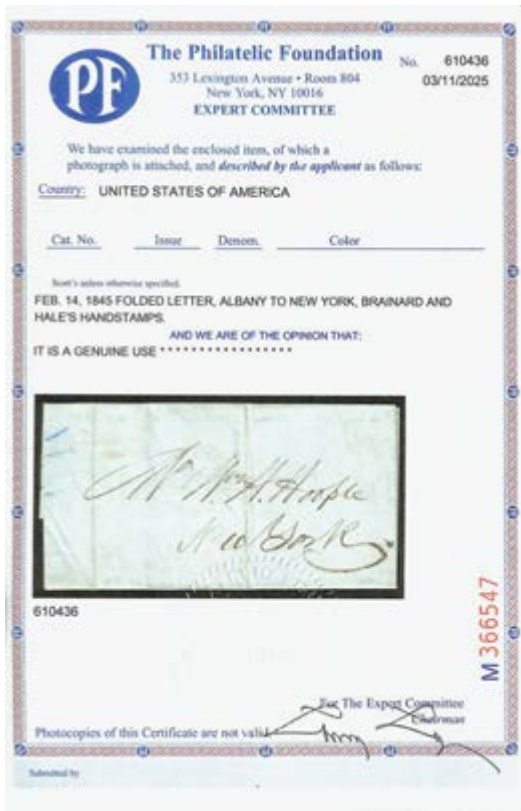 PF
The Philatelic Foundation
No. 610436
353 Lexington Avenue • Room 804
03/11/2025
New York, NY 10016
EXPERT COMMITTEE
We have examined the enclosed item, of which a
photograph is attached, and described by the applicant as follows:
Country: UNITED STATES OF AMERICA
Cat. No. Issue Denom. Color
Scott's unless otherwise specified.
FEB. 14, 1845 FOLDED LETTER, ALBANY TO NEW YORK, BRAINARD AND
HALE'S HANDSTAMPS.
AND WE ARE OF THE OPINION THAT:
IT IS A GENUINE USE * * * * * * * * * * * * * * * * * *
Wm. H. Hoople
New York
610436
M 366547
For The Expert Committee
Chairman
Photocopies of this Certificate are not valid
Submitted by